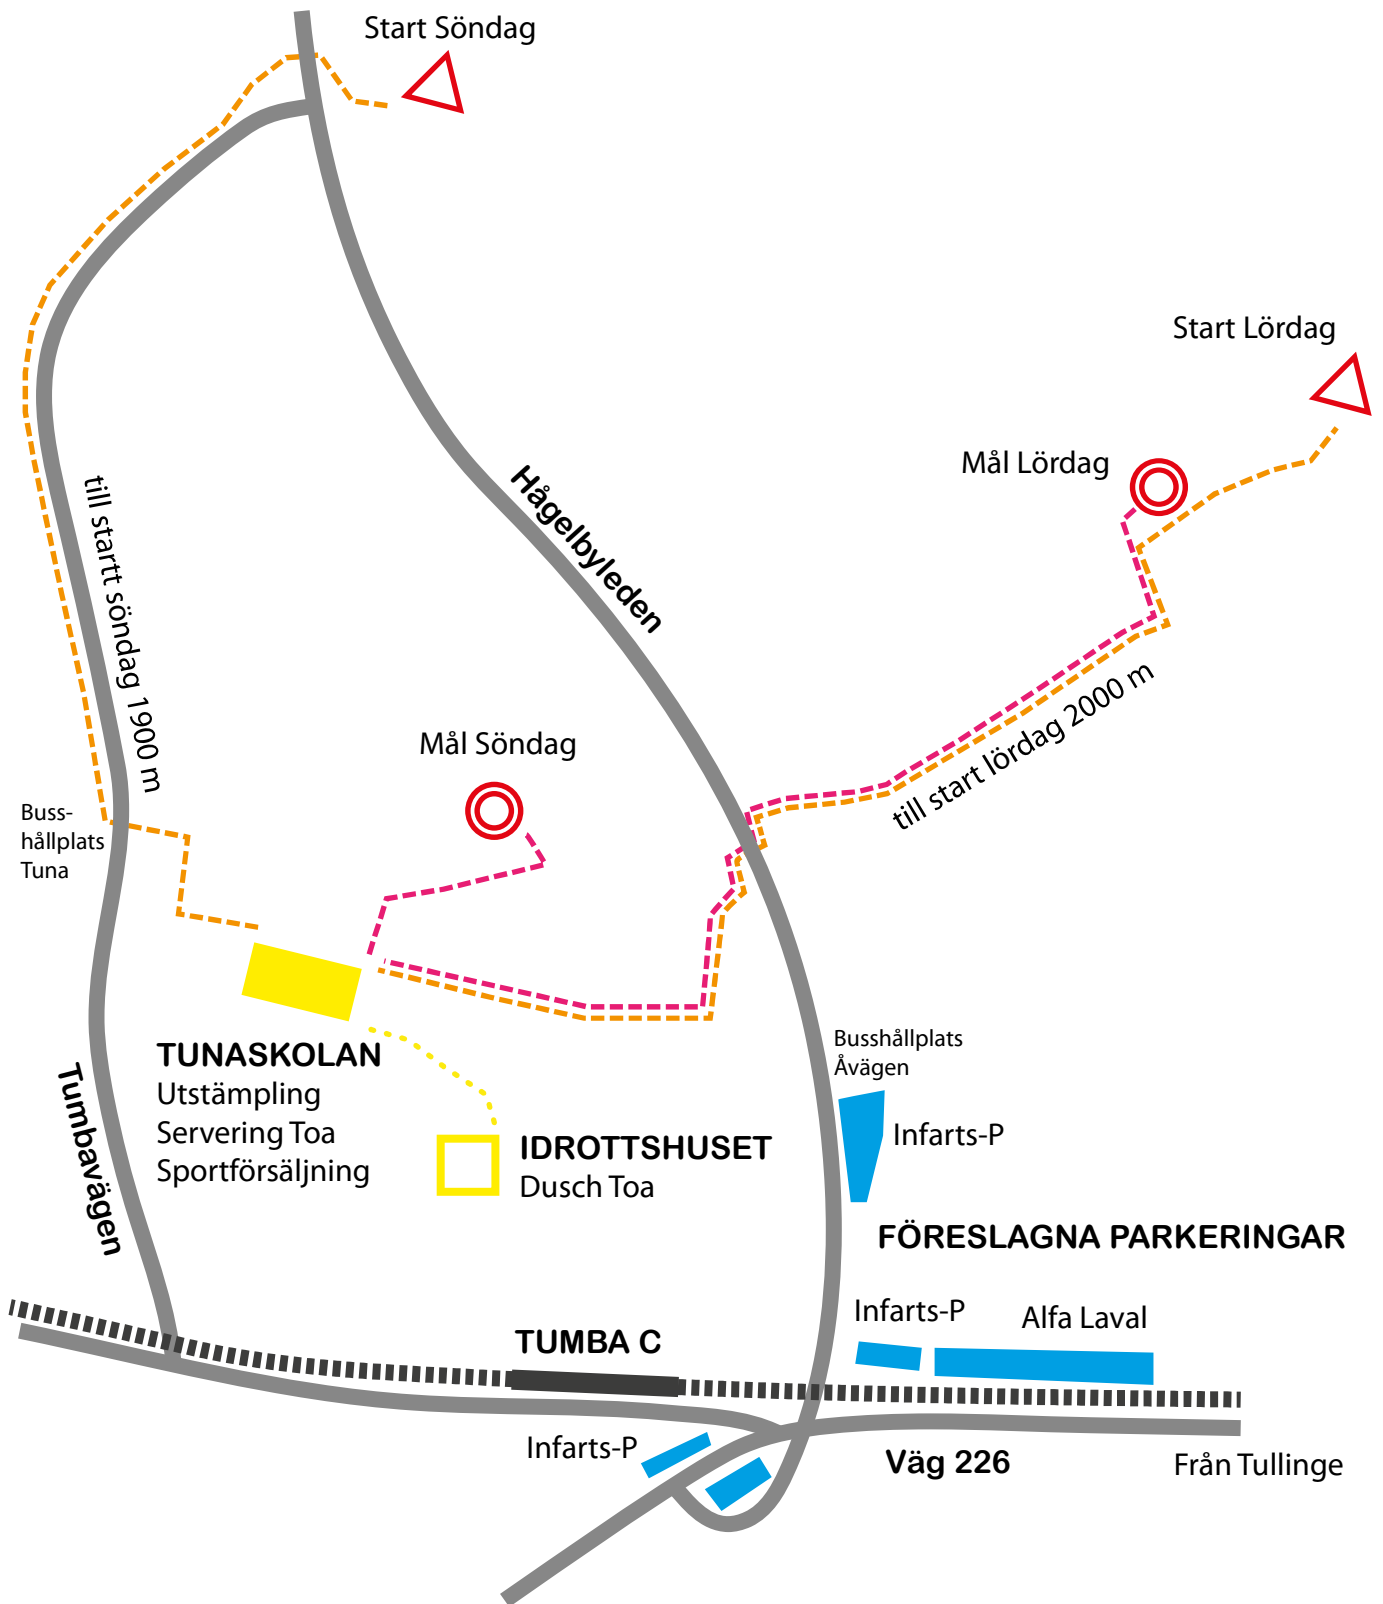 Start Söndag
Start Lördag
Mål Lördag
Hågelbyleden
till startt söndag 1900 m
till start lördag 2000 m
Mål Söndag
Buss-
hållplats
Tuna
Busshållplats
Åvägen
TUNASKOLAN
Utstämpling
Servering Toa
Sportförsäljning
Tumbavägen
IDROTTSHUSET
Dusch Toa
Infarts-P
FÖRESLAGNA PARKERINGAR
Infarts-P
Alfa Laval
TUMBA C
Infarts-P
Väg 226
Från Tullinge